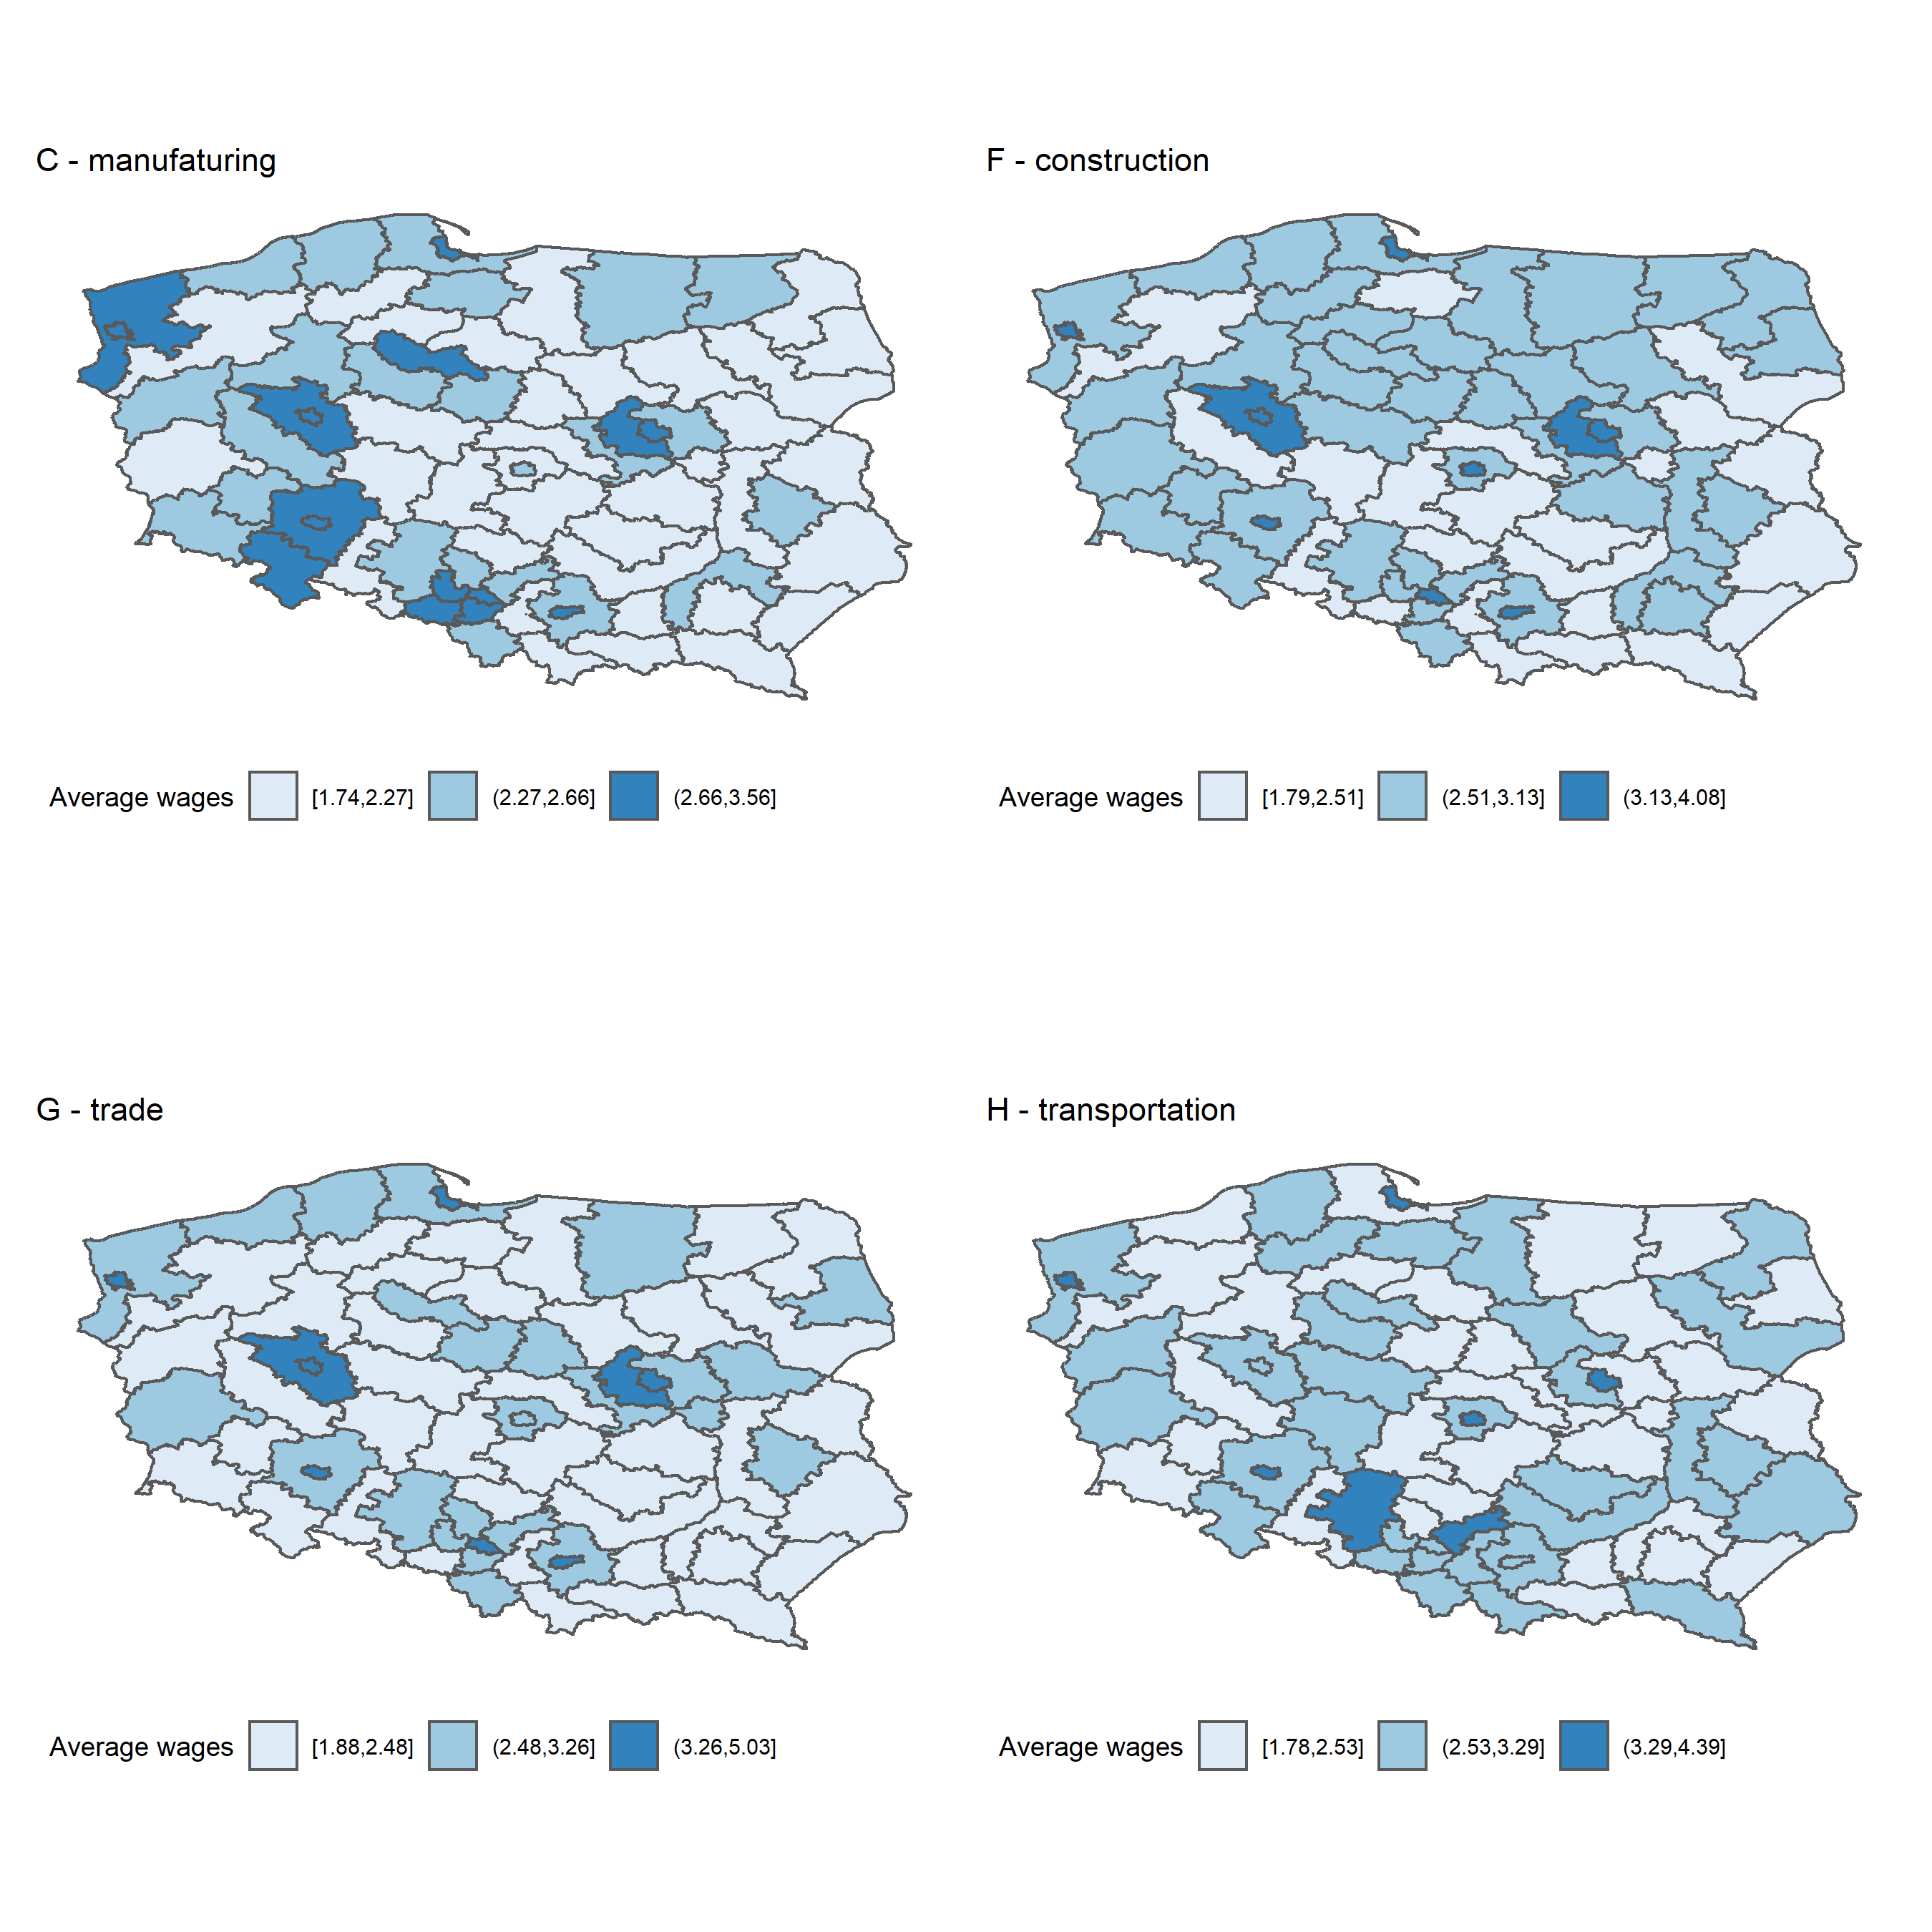 C - manufaturing
F - construction
Average wages [1.74,2.27] (2.27,2.66] (2.66,3.56]
Average wages [1.79,2.51] (2.51,3.13] (3.13,4.08]
G - trade
H - transportation
Average wages [1.88,2.48] (2.48,3.26] (3.26,5.03]
Average wages [1.78,2.53] (2.53,3.29] (3.29,4.39]